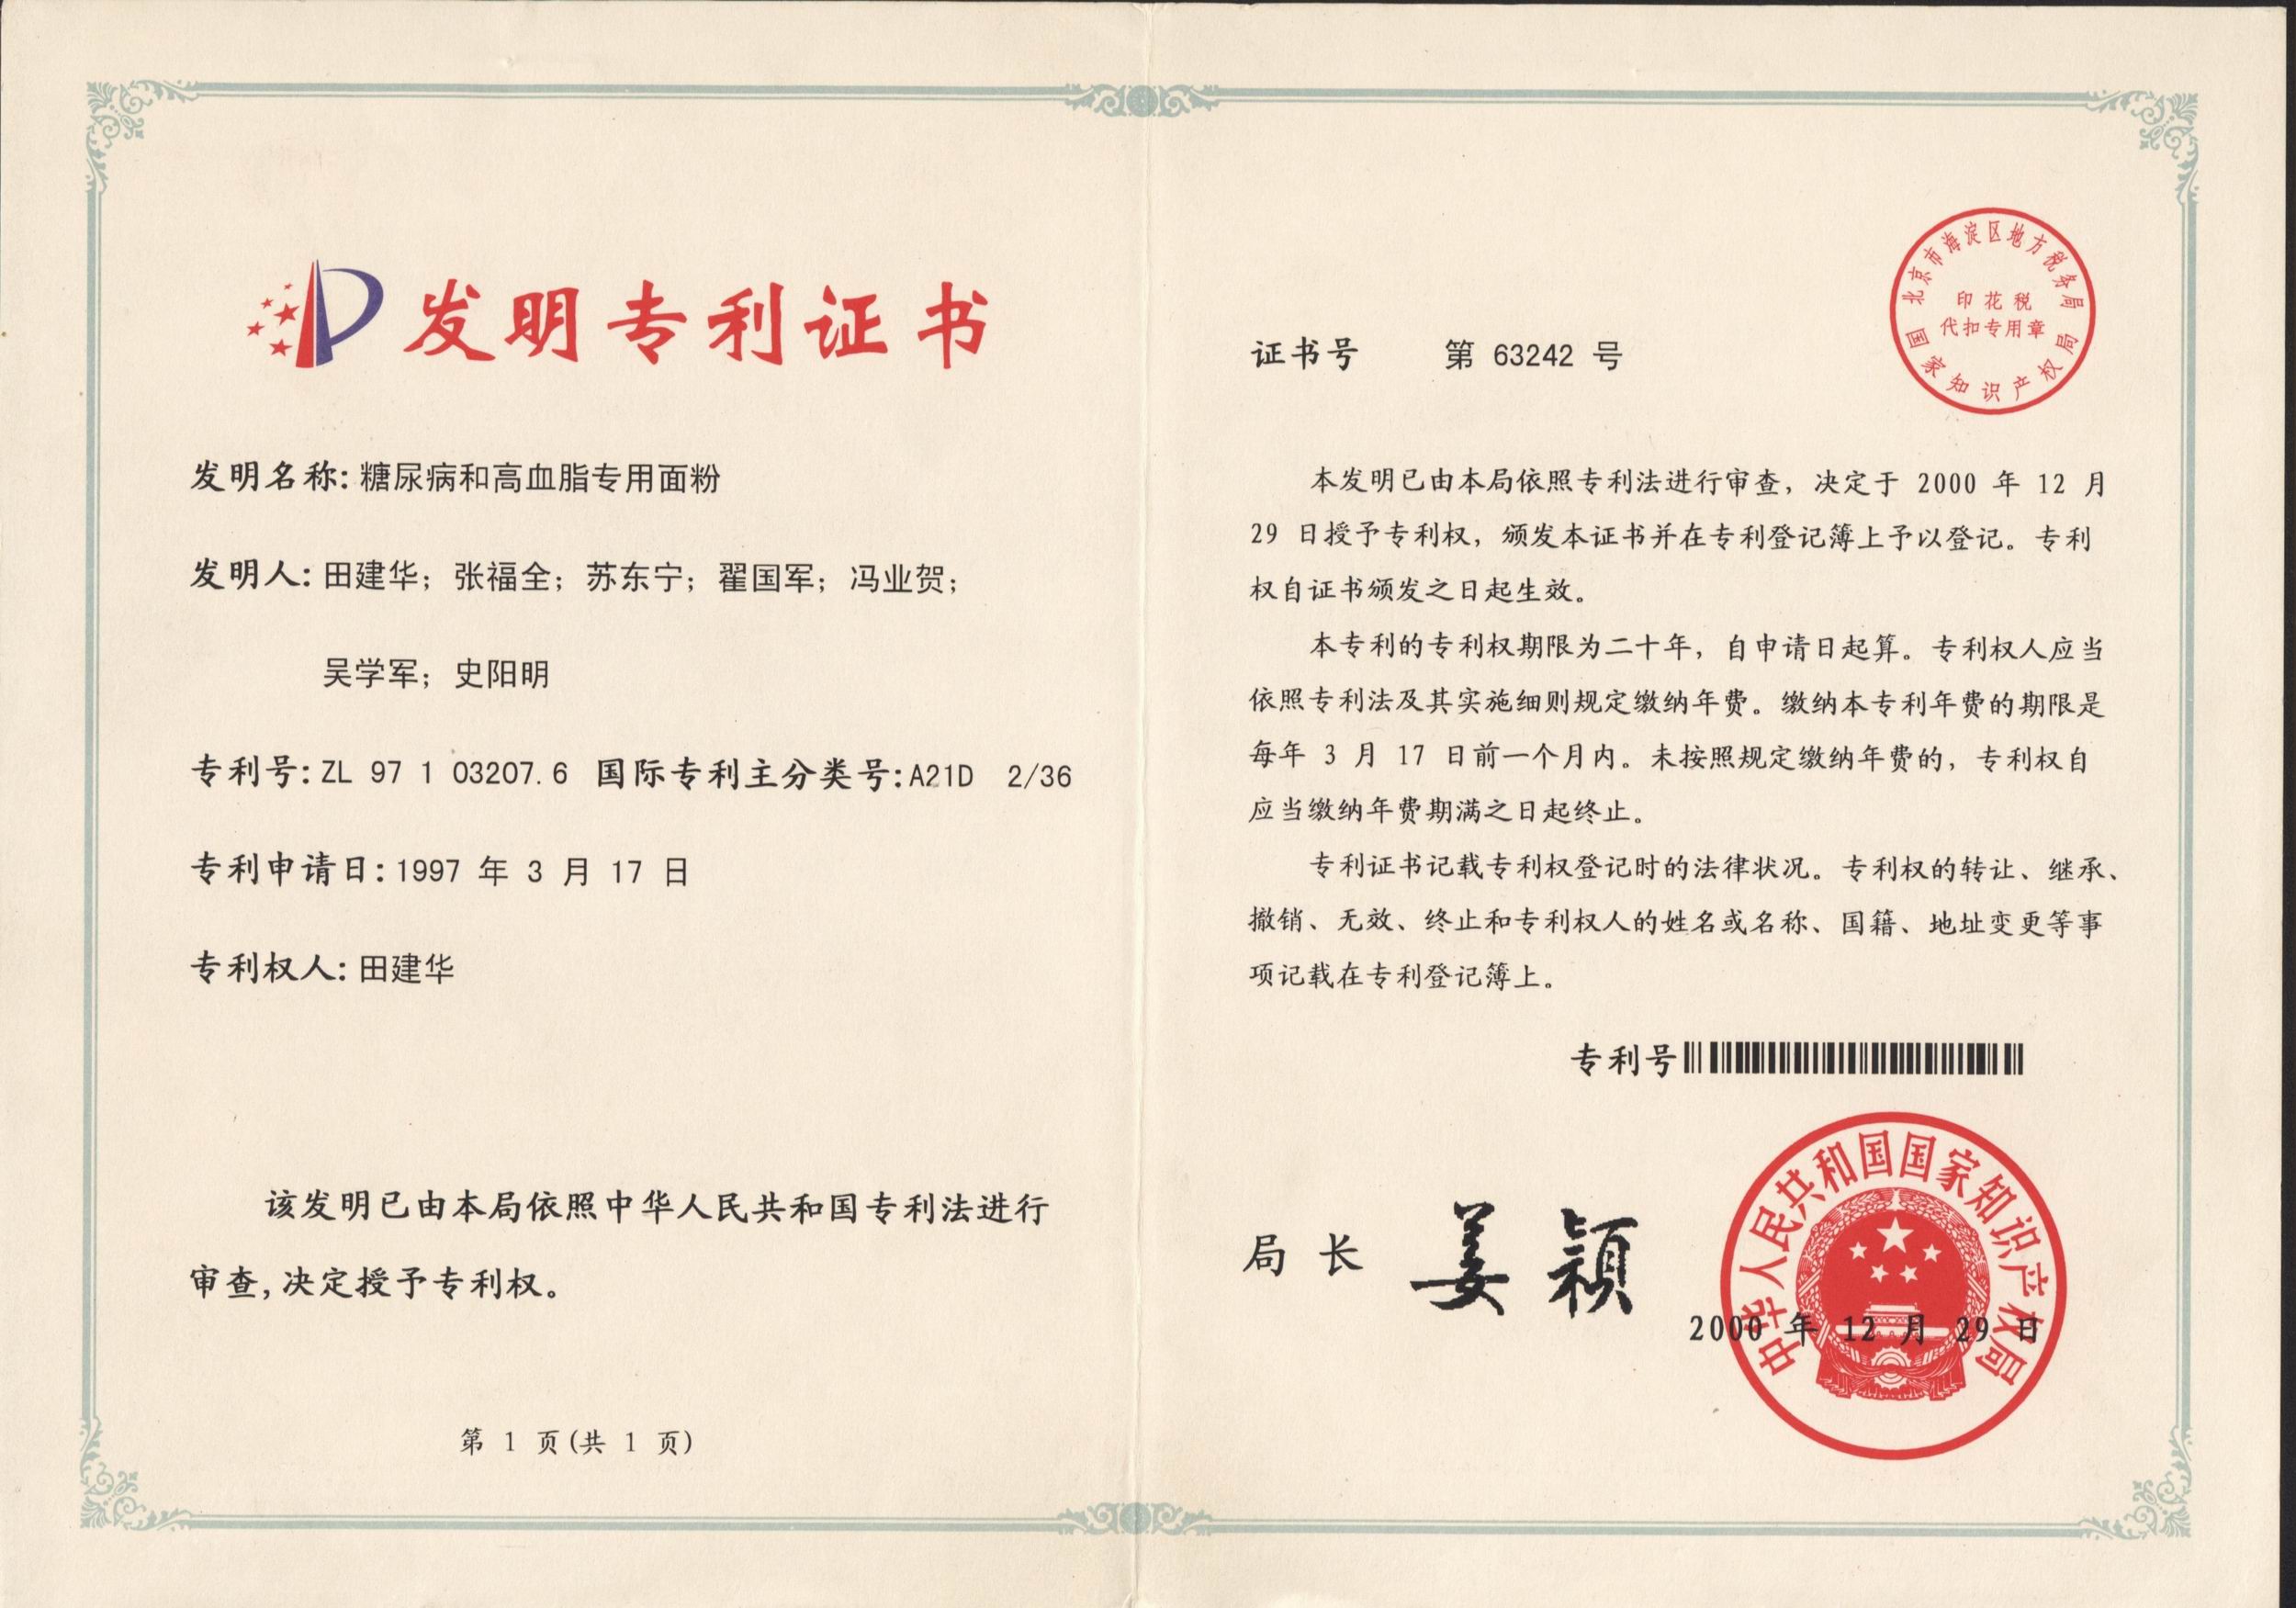 发明专利证书
发明名称:糖尿病和高血脂专用面粉
发明人:田建华；张福全；苏东宁；翟国军；冯业贺；
吴学军；史阳明
专利号:ZL 97 1 03207.6 国际专利主分类号:A21D 2/36
专利申请日:1997 年 3 月 17 日
专利权人:田建华
该发明已由本局依照中华人民共和国专利法进行
审查,决定授予专利权。
第 1 页(共 1 页)
北京市海淀区地方税务局
印花税
代扣专用章
国家知识产权局
证书号 第 63242 号
本发明已由本局依照专利法进行审查，决定于 2000 年 12 月
29 日授予专利权，颁发本证书并在专利登记簿上予以登记。专利
权自证书颁发之日起生效。
本专利的专利权期限为二十年，自申请日起算。专利权人应当
依照专利法及其实施细则规定缴纳年费。缴纳本专利年费的期限是
每年 3 月 17 日前一个月内。未按照规定缴纳年费的，专利权自
应当缴纳年费期满之日起终止。
专利证书记载专利权登记时的法律状况。专利权的转让、继承、
撤销、无效、终止和专利权人的姓名或名称、国籍、地址变更等事
项记载在专利登记簿上。
专利号
中华人民共和国国家知识产权局
局长 姜颖
2000 年 12 月 29 日